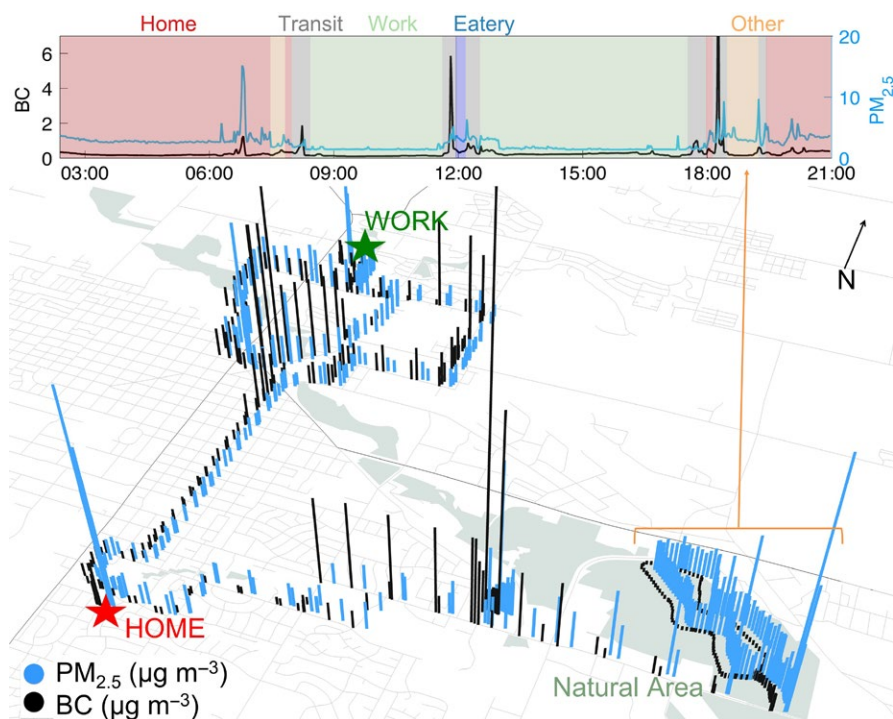 Home Transit Work Eatery Other
6
4
2
0
BC
20
10
0
PM2.5
03:00 06:00 09:00 12:00 15:00 18:00 21:00
WORK
N
HOME
PM2.5 (µg m–3)
BC (µg m–3)
Natural Area